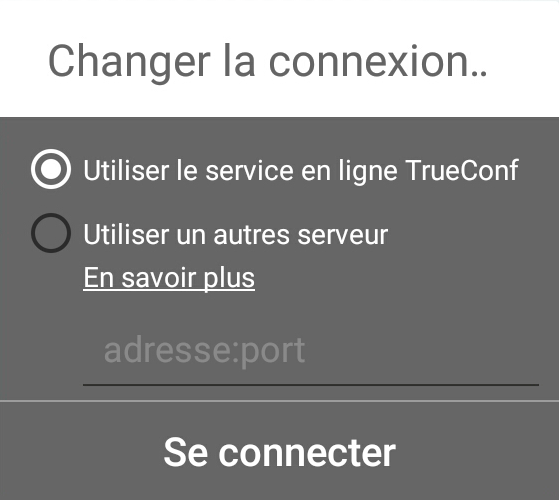 Changer la connexion..
Utiliser le service en ligne TrueConf
Utiliser un autres serveur
En savoir plus
adresse:port
Se connecter